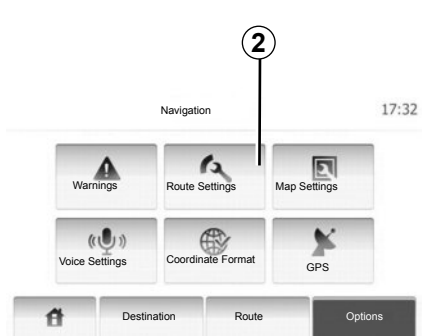 2
Navigation 17:32
Warnings Route Settings Map Settings
Voice Settings Coordinate Format GPS
Destination Route Options